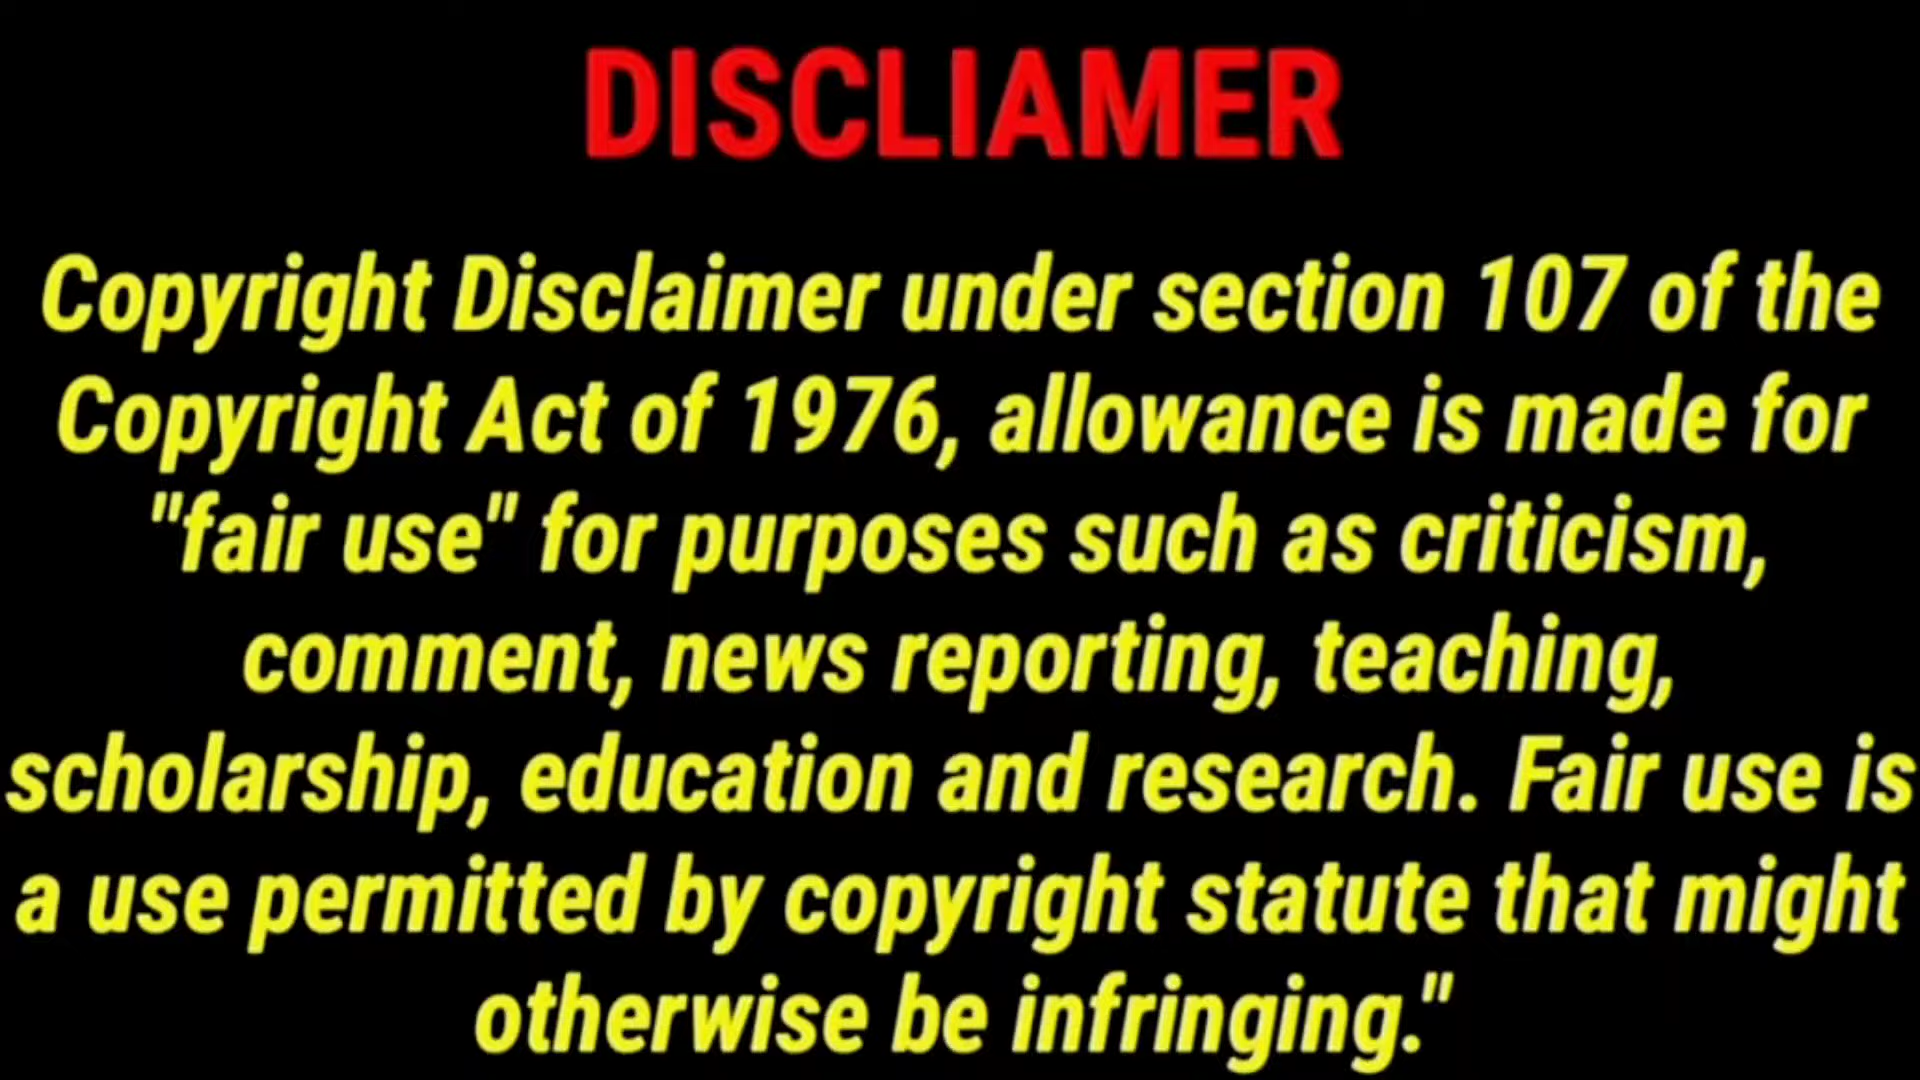 DISCLIAMER
Copyright Disclaimer under section 107 of the
Copyright Act of 1976, allowance is made for
"fair use" for purposes such as criticism,
comment, news reporting, teaching,
scholarship, education and research. Fair use is
a use permitted by copyright statute that might
otherwise be infringing."